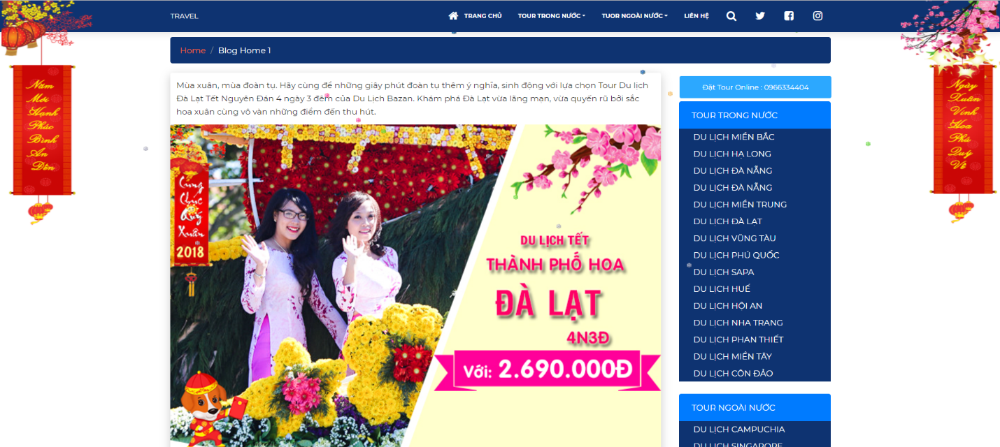 TRAVEL
TRANG CHỦ
TOUR TRONG NƯỚC
TUOR NGOÀI NƯỚC
LIÊN HỆ
Home / Blog Home 1
Năm
Mới
Hạnh
Phúc
Bình
An
Đến
Mùa xuân, mùa đoàn tụ. Hãy cùng để những giây phút đoàn tụ thêm ý nghĩa, sinh động với lựa chọn Tour Du lịch
Đà Lạt Tết Nguyên Đán 4 ngày 3 đêm của Du Lịch Bazan. Khám phá Đà Lạt vừa lãng mạn, vừa quyến rũ bởi sắc
hoa xuân cùng vô vàn những điểm đến thu hút.
Cung
Chúc
Quý
Xuân
2018
DU LỊCH TẾT
THÀNH PHỐ HOA
ĐÀ LẠT
4N3Đ
Với: 2.690.000Đ
Đặt Tour Online : 0966334404
TOUR TRONG NƯỚC
DU LỊCH MIỀN BẮC
DU LỊCH HẠ LONG
DU LỊCH ĐÀ NẴNG
DU LỊCH ĐÀ NẴNG
DU LỊCH MIỀN TRUNG
DU LỊCH ĐÀ LẠT
DU LỊCH VŨNG TÀU
DU LỊCH PHÚ QUỐC
DU LỊCH SAPA
DU LỊCH HUẾ
DU LỊCH HỘI AN
DU LỊCH NHA TRANG
DU LỊCH PHAN THIẾT
DU LỊCH MIỀN TÂY
DU LỊCH CÔN ĐẢO
TOUR NGOÀI NƯỚC
DU LỊCH CAMPUCHIA
DU LỊCH SINGAPORE
Ngày
Xuân
Vinh
Hoa
Phú
Quý
Về